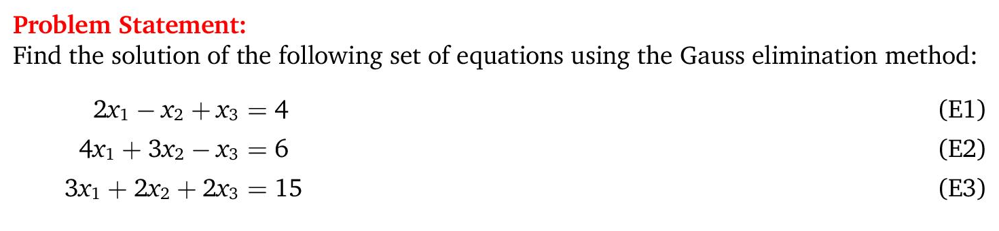 Problem Statement:
Find the solution of the following set of equations using the Gauss elimination method:
2x₁ − x₂ + x₃ = 4 (E1)
4x₁ + 3x₂ − x₃ = 6 (E2)
3x₁ + 2x₂ + 2x₃ = 15 (E3)